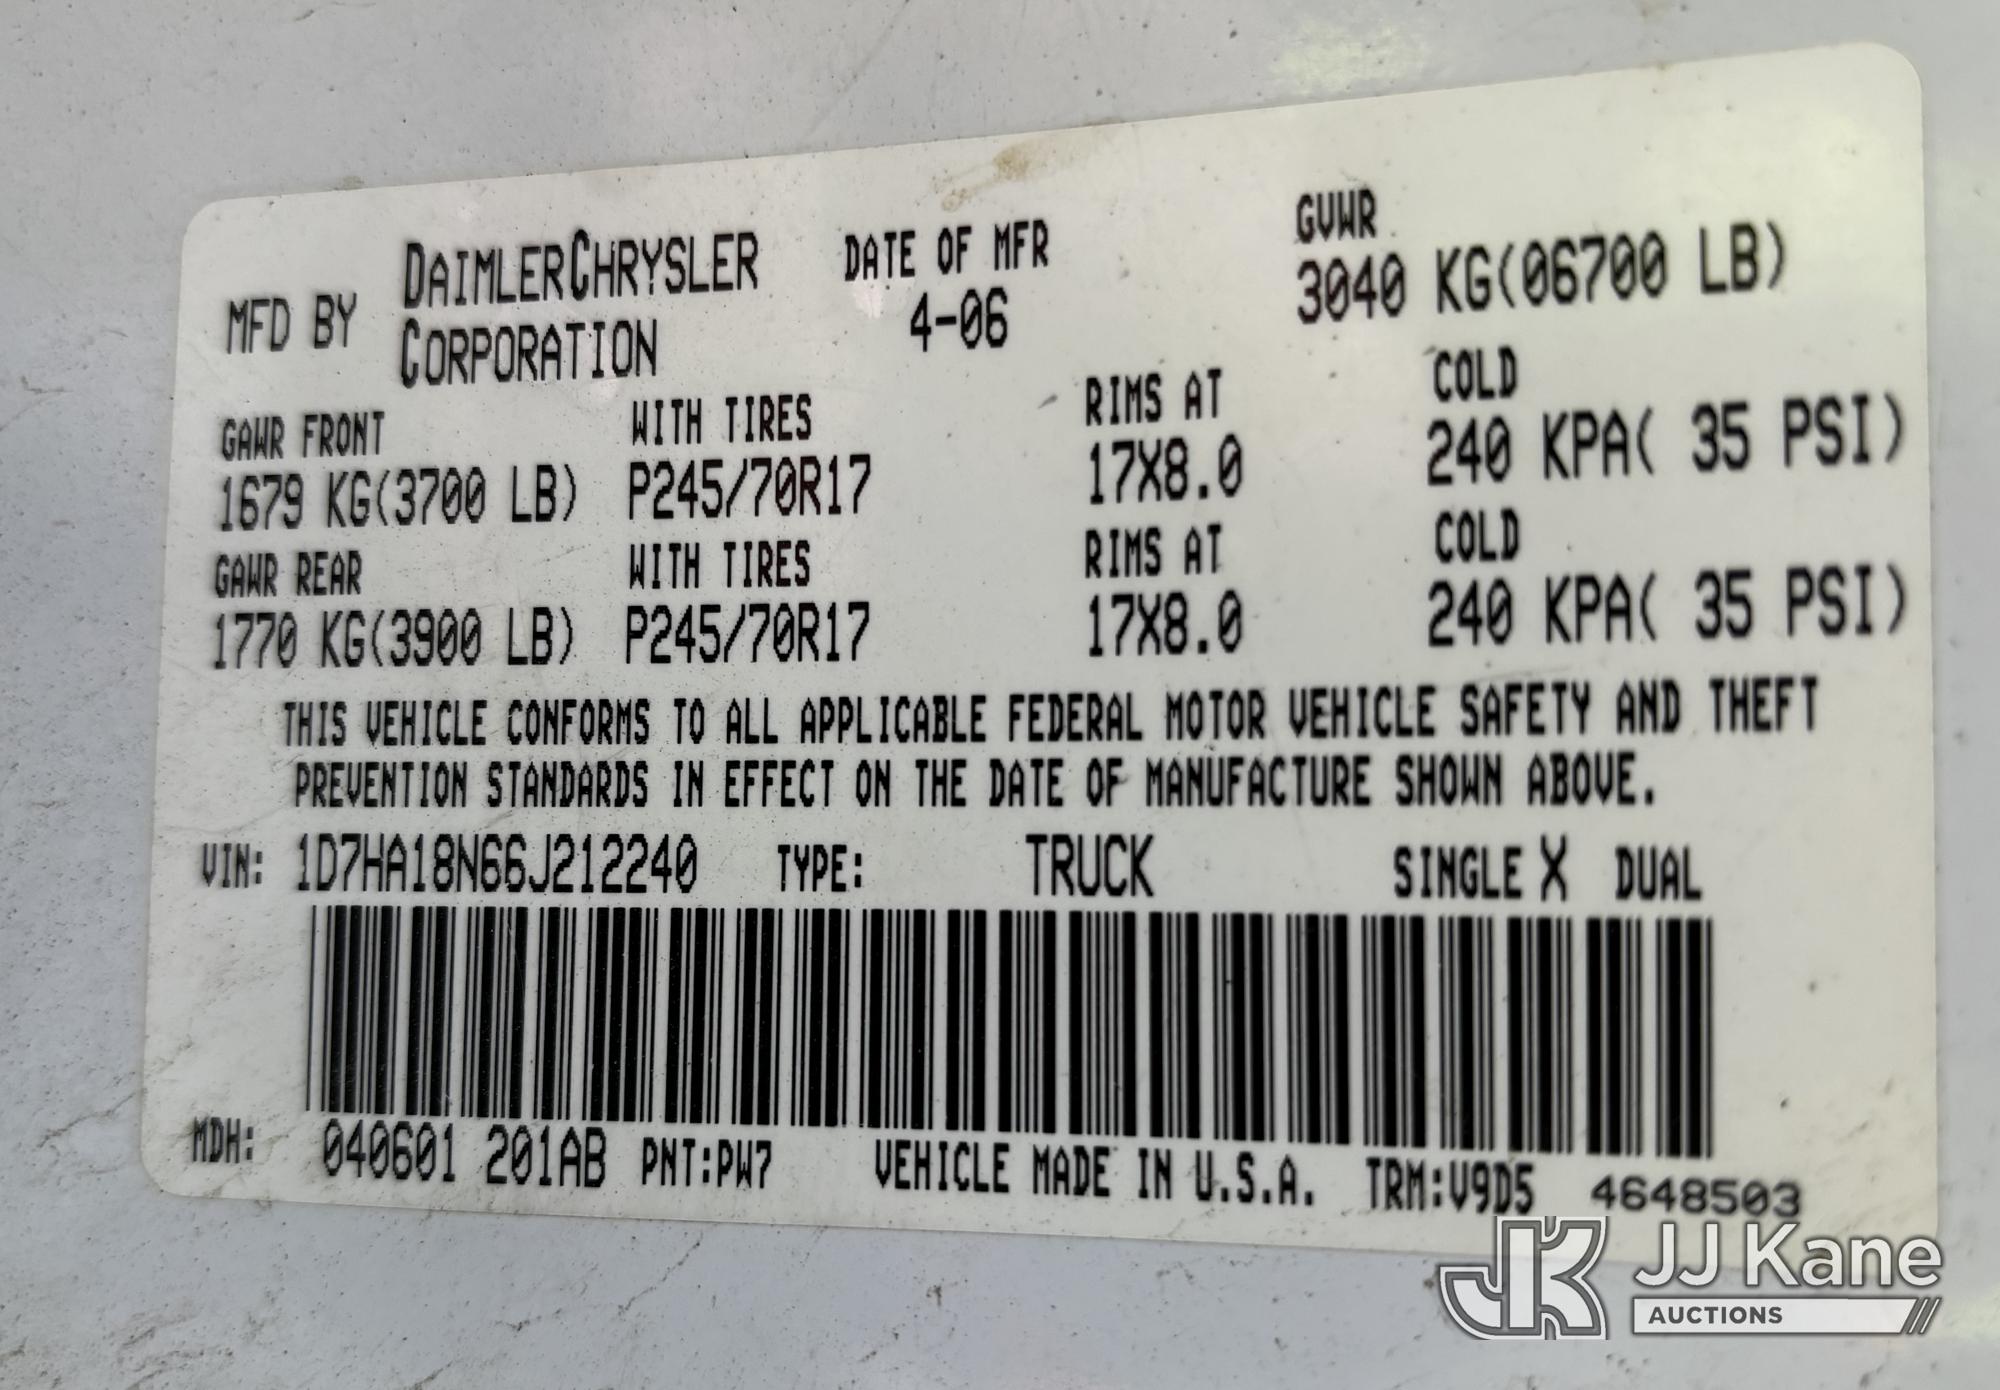 MFD BY DAIMLERCHRYSLER CORPORATION DATE OF MFR 4-06 GVWR 3040 KG(06700 LB)
GAWR FRONT WITH TIRES RIMS AT COLD
1679 KG(3700 LB) P245/70R17 17X8.0 240 KPA( 35 PSI)
GAWR REAR WITH TIRES RIMS AT COLD
1770 KG(3900 LB) P245/70R17 17X8.0 240 KPA( 35 PSI)
THIS VEHICLE CONFORMS TO ALL APPLICABLE FEDERAL MOTOR VEHICLE SAFETY AND THEFT
PREVENTION STANDARDS IN EFFECT ON THE DATE OF MANUFACTURE SHOWN ABOVE.
VIN: 1D7HA18N66J212240 TYPE: TRUCK SINGLE X DUAL
MDH: 040601 201AB PNT:PW7 VEHICLE MADE IN U.S.A. TRM:V9D5 4648503
JK JJ Kane
AUCTIONS